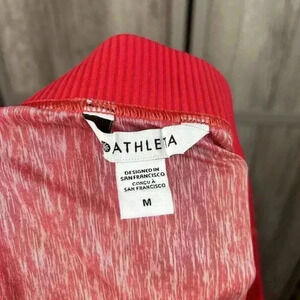 ATHLETA
DESIGNED IN
SAN FRANCISCO
CONÇU À
SAN FRANCISCO
M